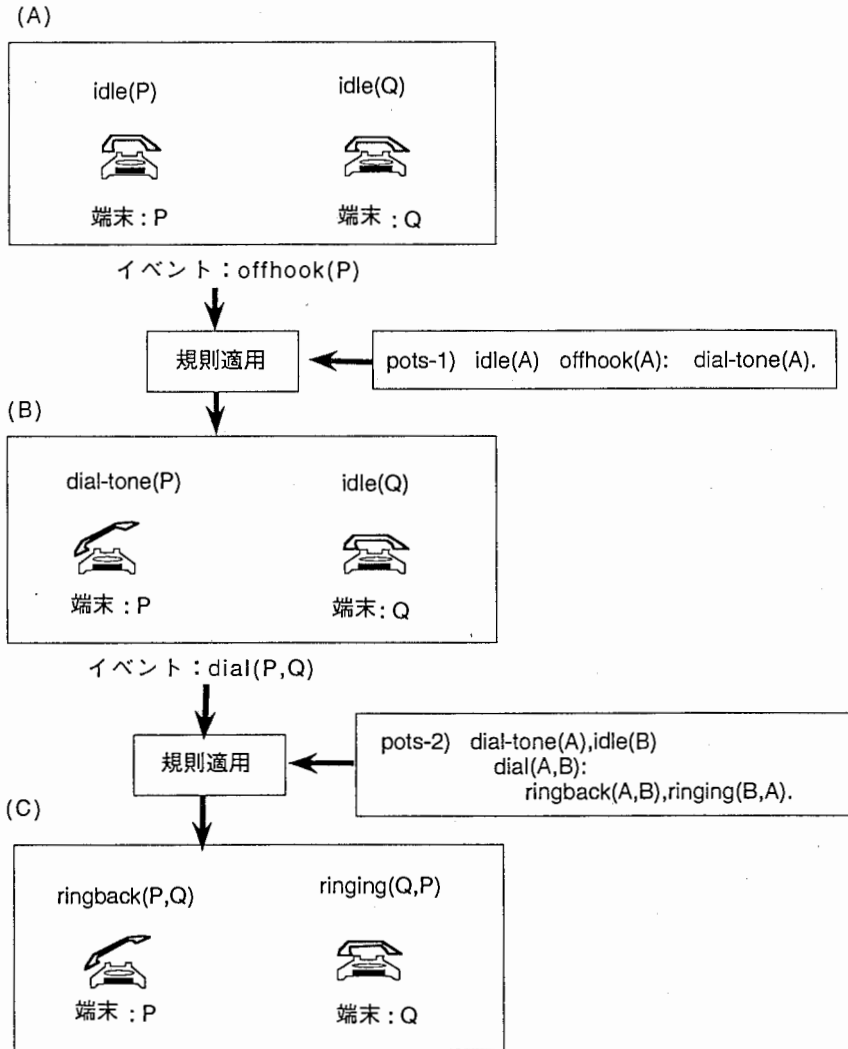 (A)
idle(P) idle(Q)
端末：P 端末：Q
イベント：offhook(P)
規則適用
pots-1) idle(A) offhook(A): dial-tone(A).
(B)
dial-tone(P) idle(Q)
端末：P 端末：Q
イベント：dial(P,Q)
規則適用
pots-2) dial-tone(A),idle(B)
dial(A,B):
ringback(A,B),ringing(B,A).
(C)
ringback(P,Q) ringing(Q,P)
端末：P 端末：Q